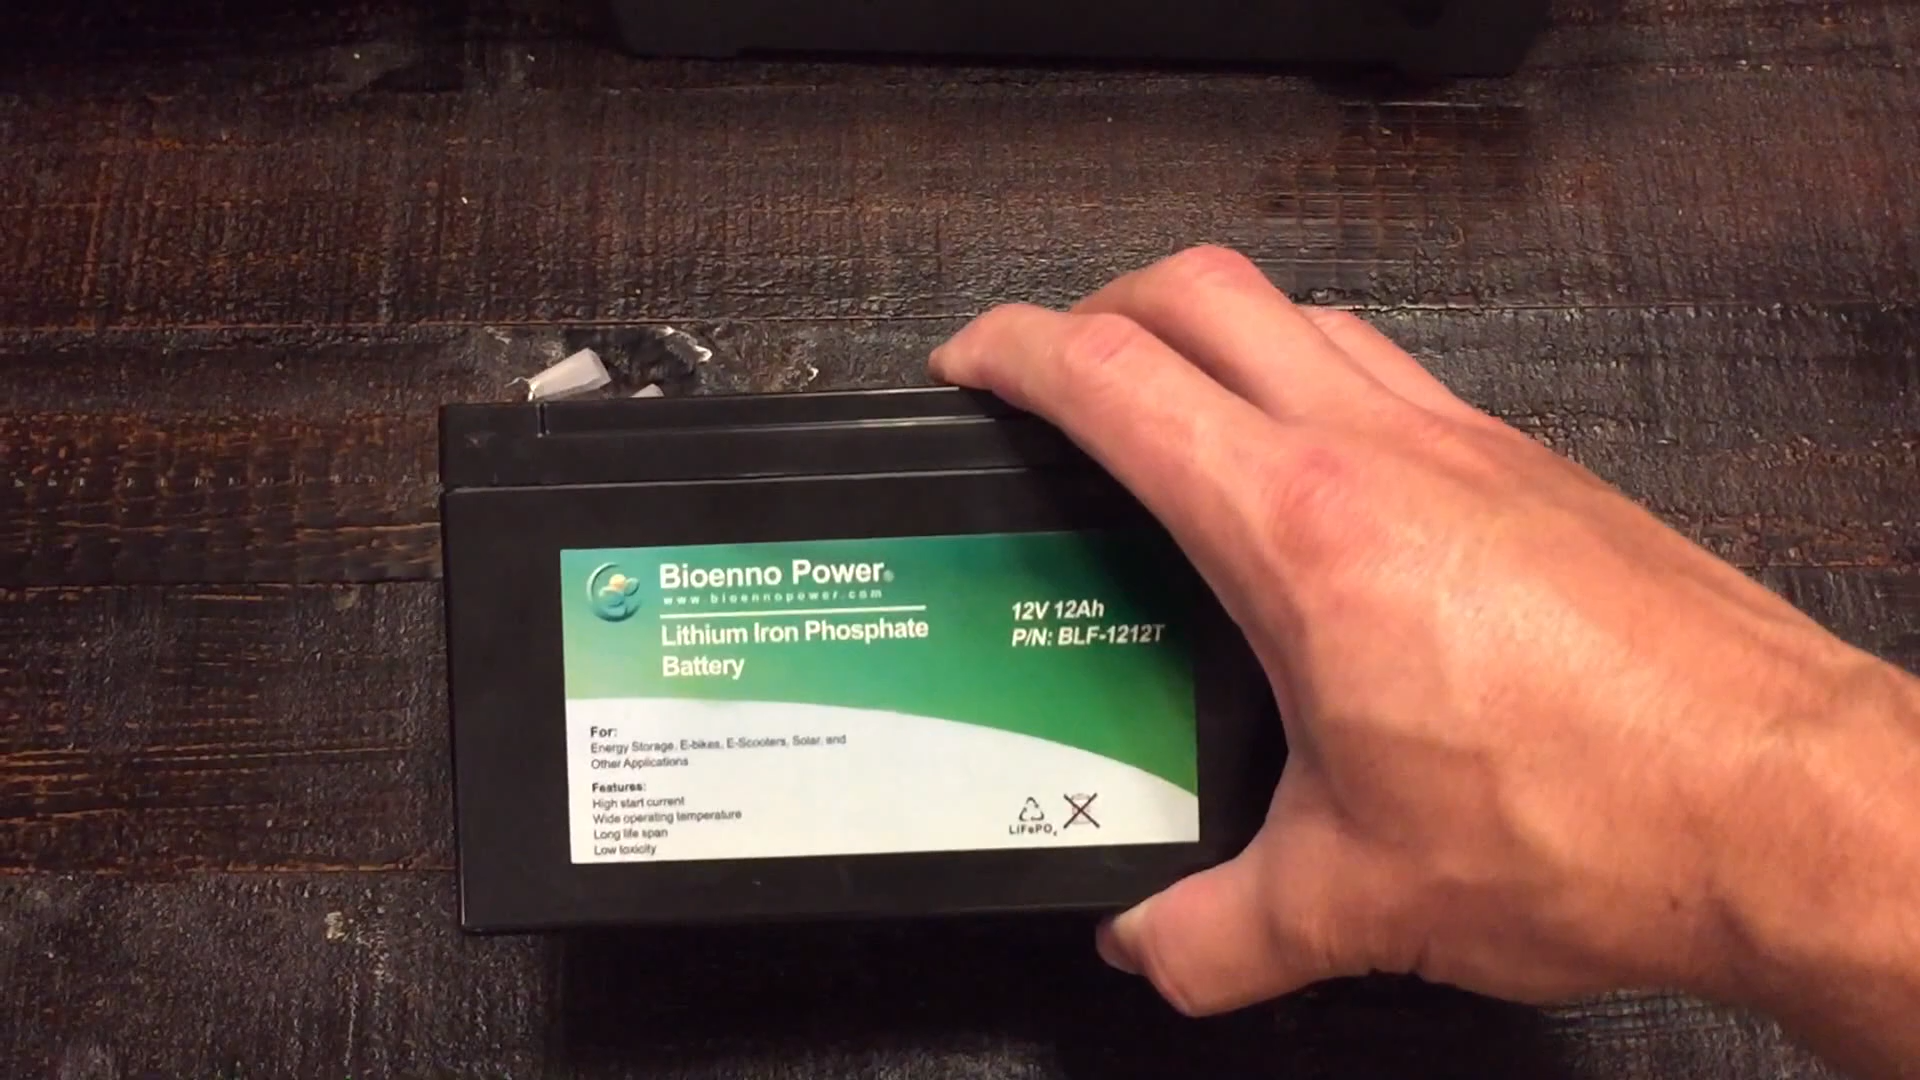 Bioenno Power®
www.bioennopower.com
Lithium Iron Phosphate
Battery
12V 12Ah
P/N: BLF-1212T
For:
Energy Storage, E-bikes, E-Scooters, Solar, and
Other Applications
Features:
High start current
Wide operating temperature
Long life span
Low toxicity
LiFePO₄